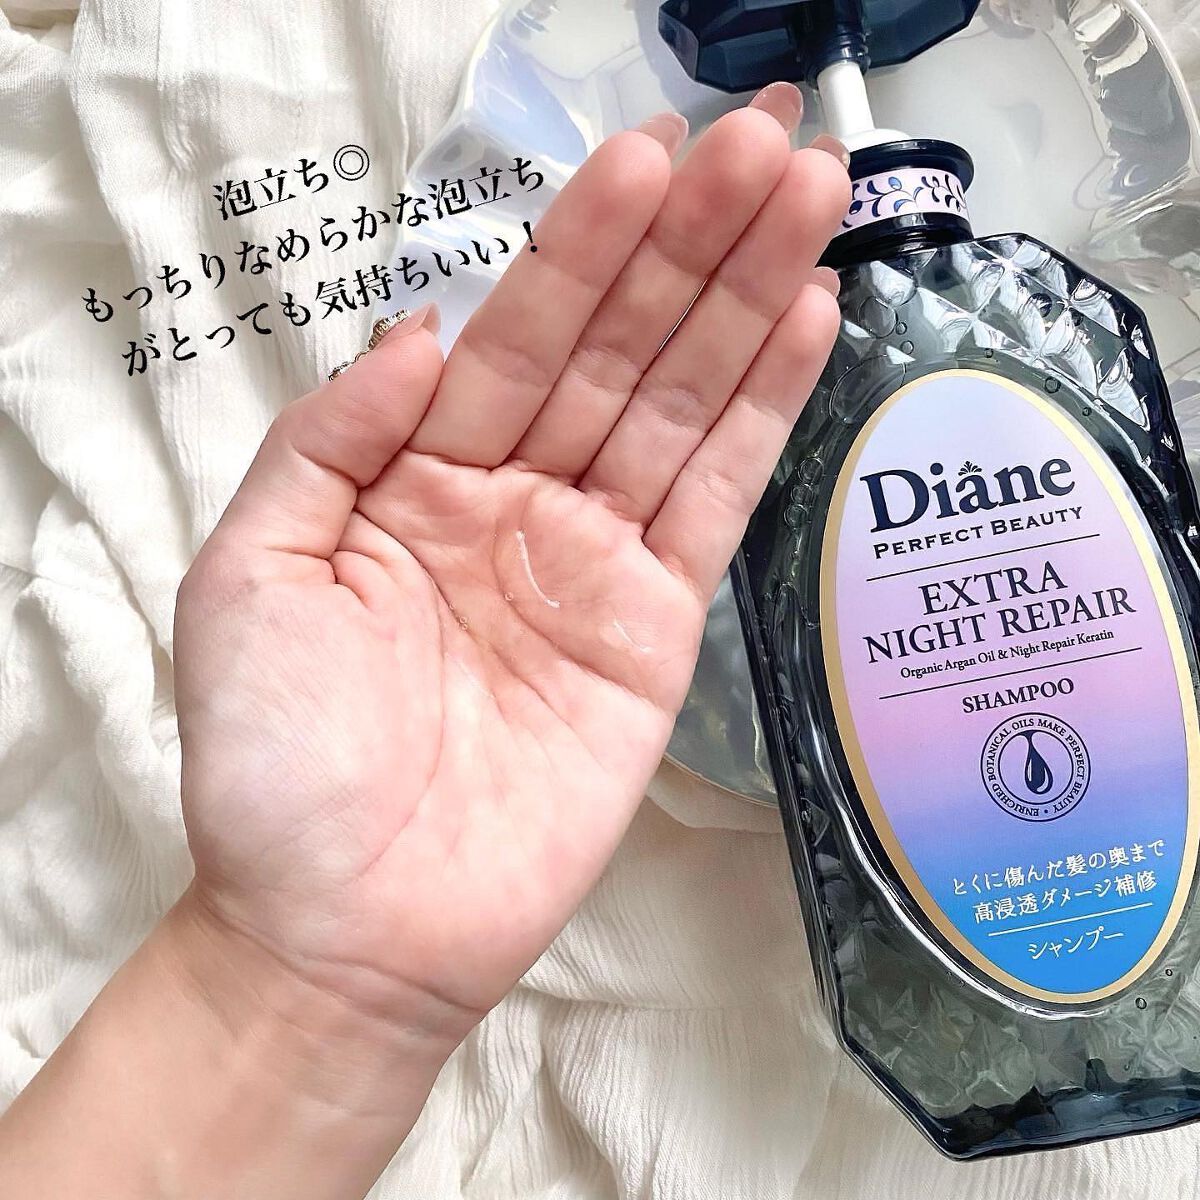 泡立ち◎
もっちりなめらかな泡立ち
がとっても気持ちいい！
Diane
PERFECT BEAUTY
EXTRA
NIGHT REPAIR
Organic Argan Oil & Night Repair Keratin
SHAMPOO
ENRICHED BOTANICAL OILS MAKE PERFECT BEAUTY •
とくに傷んだ髪の奥まで
高浸透ダメージ補修
シャンプー